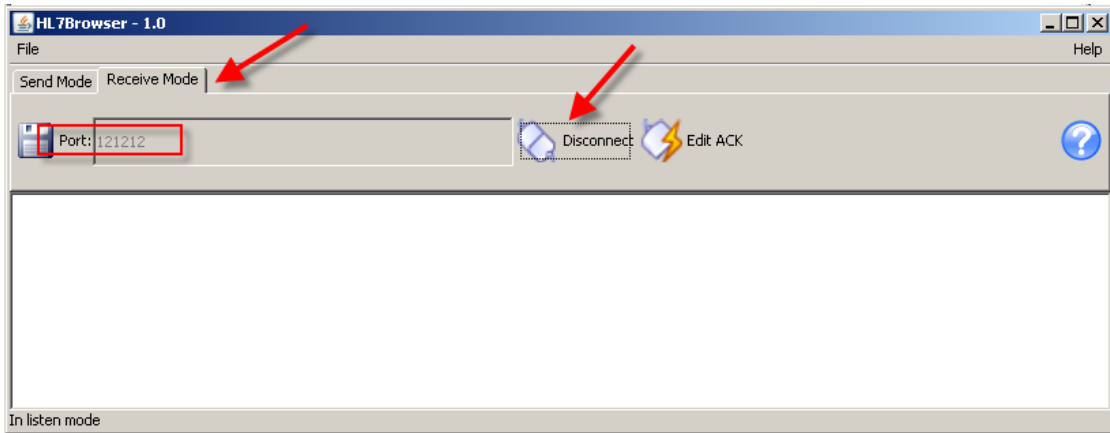 HL7Browser - 1.0
File Help
Send Mode Receive Mode
Port: 121212 Disconnect Edit ACK
In listen mode